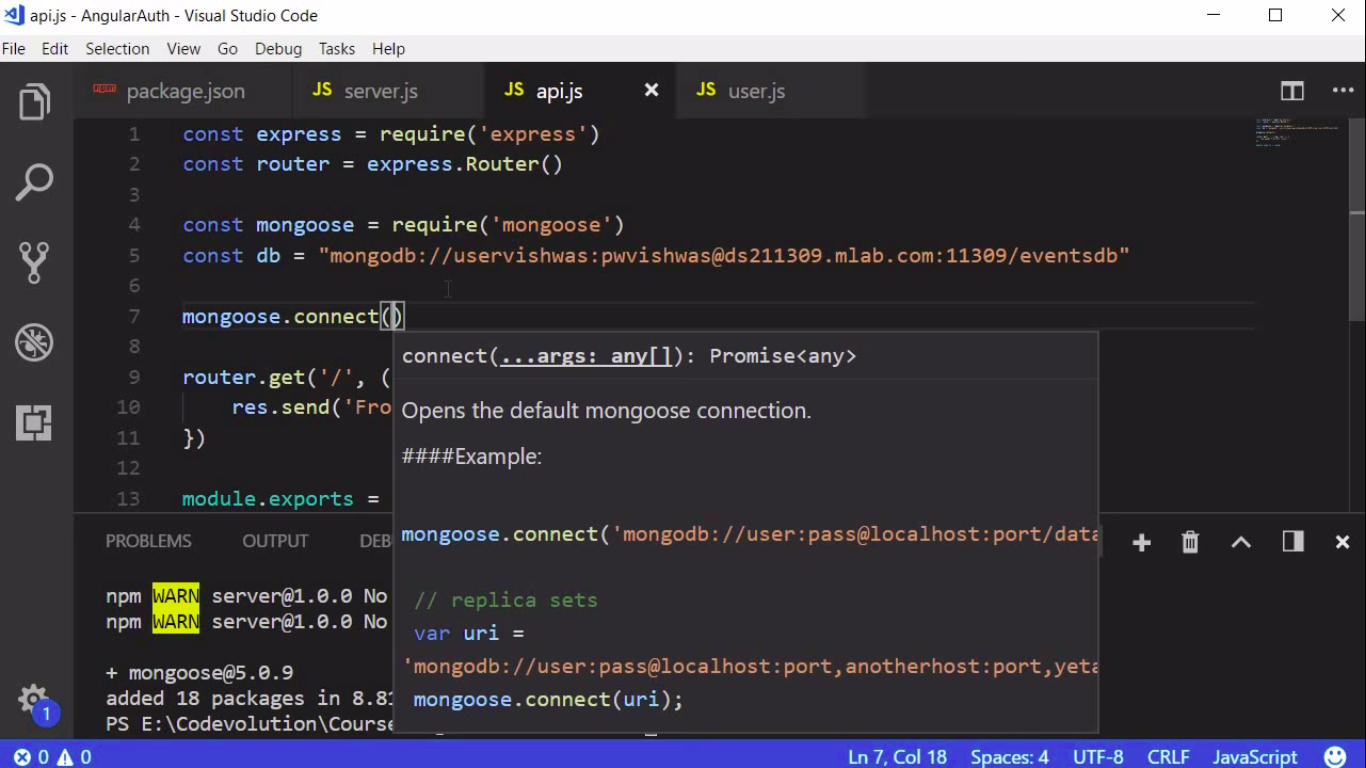 api.js - AngularAuth - Visual Studio Code
File Edit Selection View Go Debug Tasks Help
package.json JS server.js JS api.js JS user.js
1 const express = require('express')
2 const router = express.Router()
3
4 const mongoose = require('mongoose')
5 const db = "mongodb://uservishwas:pwvishwas@ds211309.mlab.com:11309/eventsdb"
6
7 mongoose.connect()
8
9 router.get('/', (
10 res.send('Fro
11 })
12
13 module.exports =
connect(...args: any[]): Promise<any>
Opens the default mongoose connection.
####Example:
mongoose.connect('mongodb://user:pass@localhost:port/data
// replica sets
var uri =
'mongodb://user:pass@localhost:port,anotherhost:port,yeta
mongoose.connect(uri);
PROBLEMS OUTPUT DEB
npm WARN server@1.0.0 No
npm WARN server@1.0.0 No
+ mongoose@5.0.9
added 18 packages in 8.81
PS E:\Codevolution\Course
1
0 0 Ln 7, Col 18 Spaces: 4 UTF-8 CRLF JavaScript